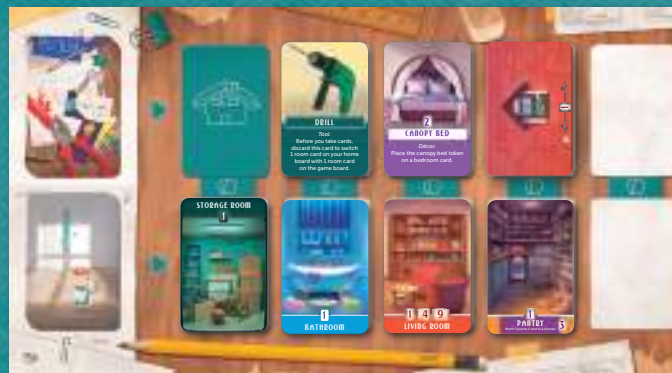 DRILL
Tool
Before you take cards,
discard this card to switch
1 room card on your home
board with 1 room card
on the game board.
2
CANOPY BED
Décor
Place the canopy bed token
on a bedroom card.
STORAGE ROOM
1
1
BATHROOM
1 4 9
LIVING ROOM
1
PANTRY
3